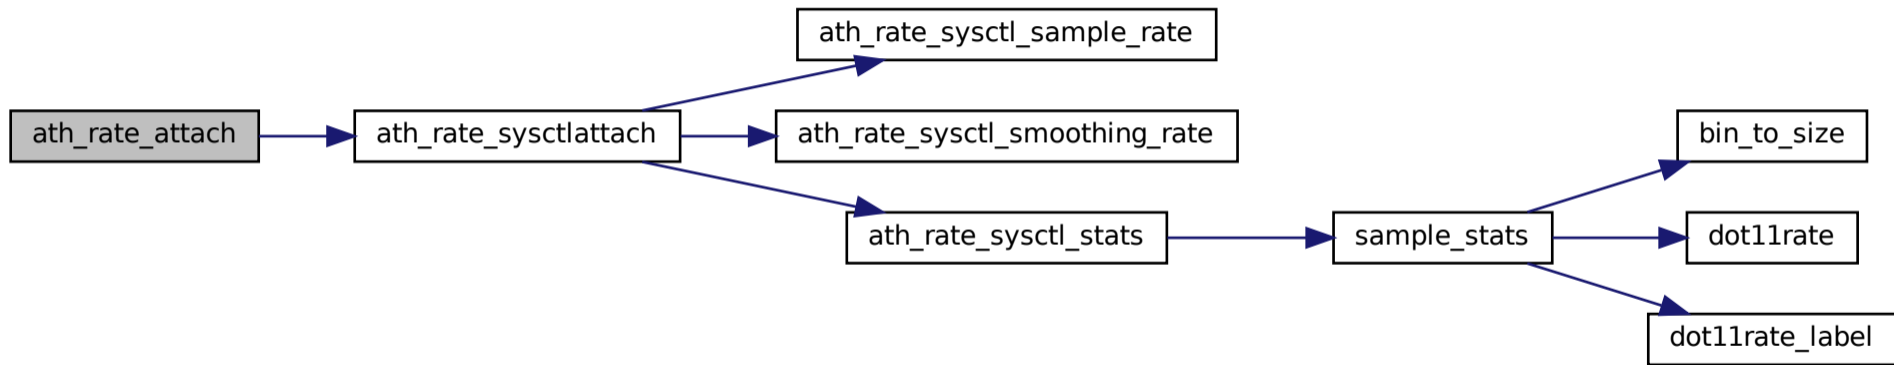 ath_rate_attach
ath_rate_sysctlattach
ath_rate_sysctl_sample_rate
ath_rate_sysctl_smoothing_rate
ath_rate_sysctl_stats
sample_stats
bin_to_size
dot11rate
dot11rate_label